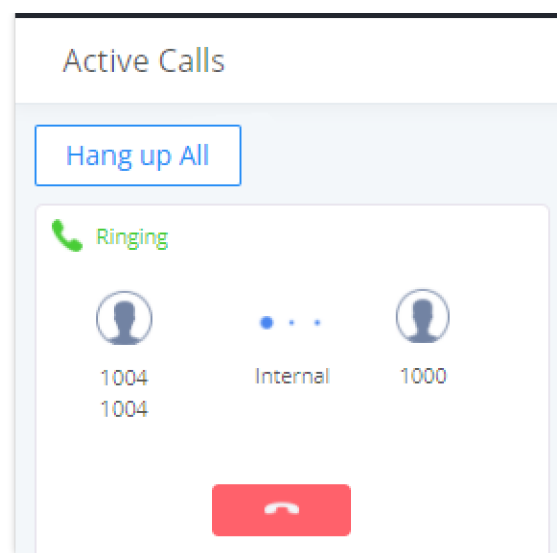 Active Calls
Hang up All
Ringing
1004
1004
Internal
1000